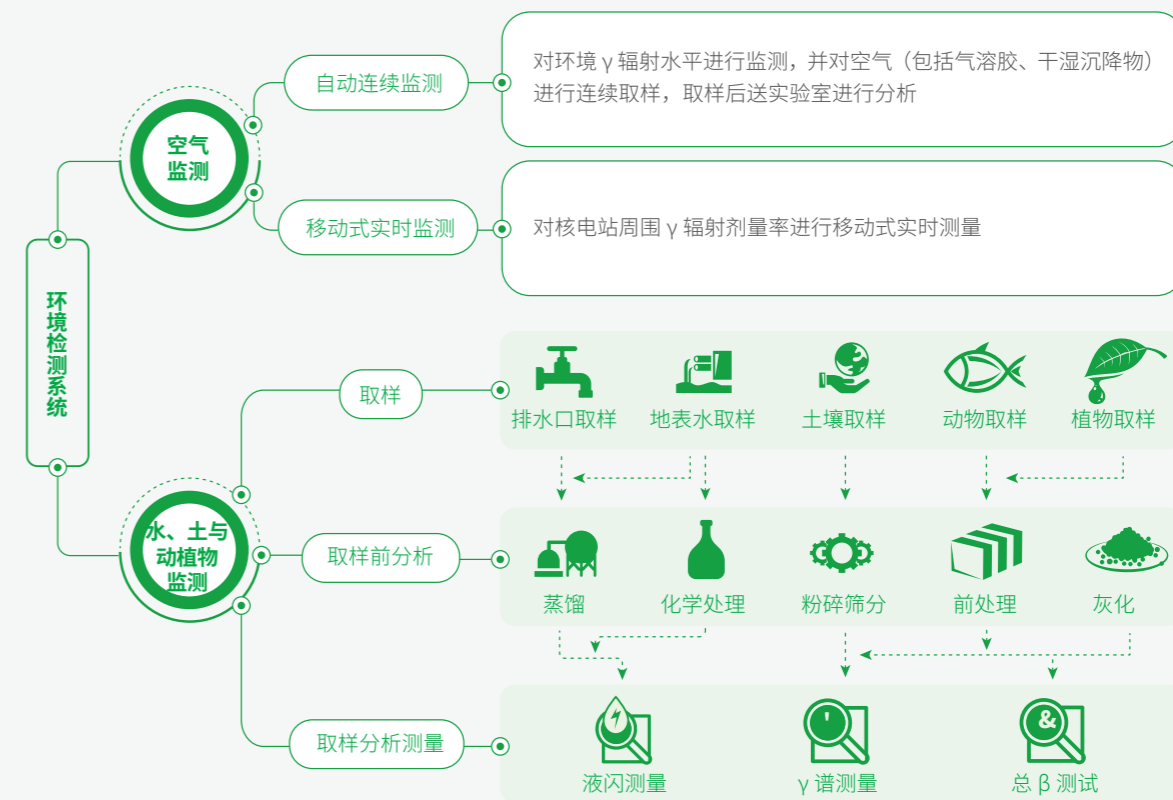 环境检测系统
空气
监测
自动连续监测
对环境 γ 辐射水平进行监测，并对空气（包括气溶胶、干湿沉降物）
进行连续取样，取样后送实验室进行分析
移动式实时监测
对核电站周围 γ 辐射剂量率进行移动式实时测量
水、土与
动植物
监测
取样
排水口取样
地表水取样
土壤取样
动物取样
植物取样
取样前分析
蒸馏
化学处理
粉碎筛分
前处理
灰化
取样分析测量
液闪测量
'
γ 谱测量
&
总 β 测试